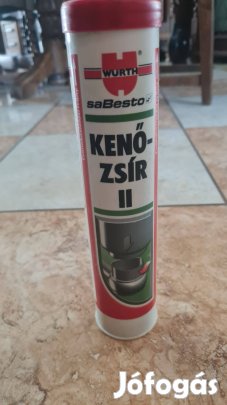 WÜRTH
saBesto
KENŐ-
ZSÍR
II
Jófogás